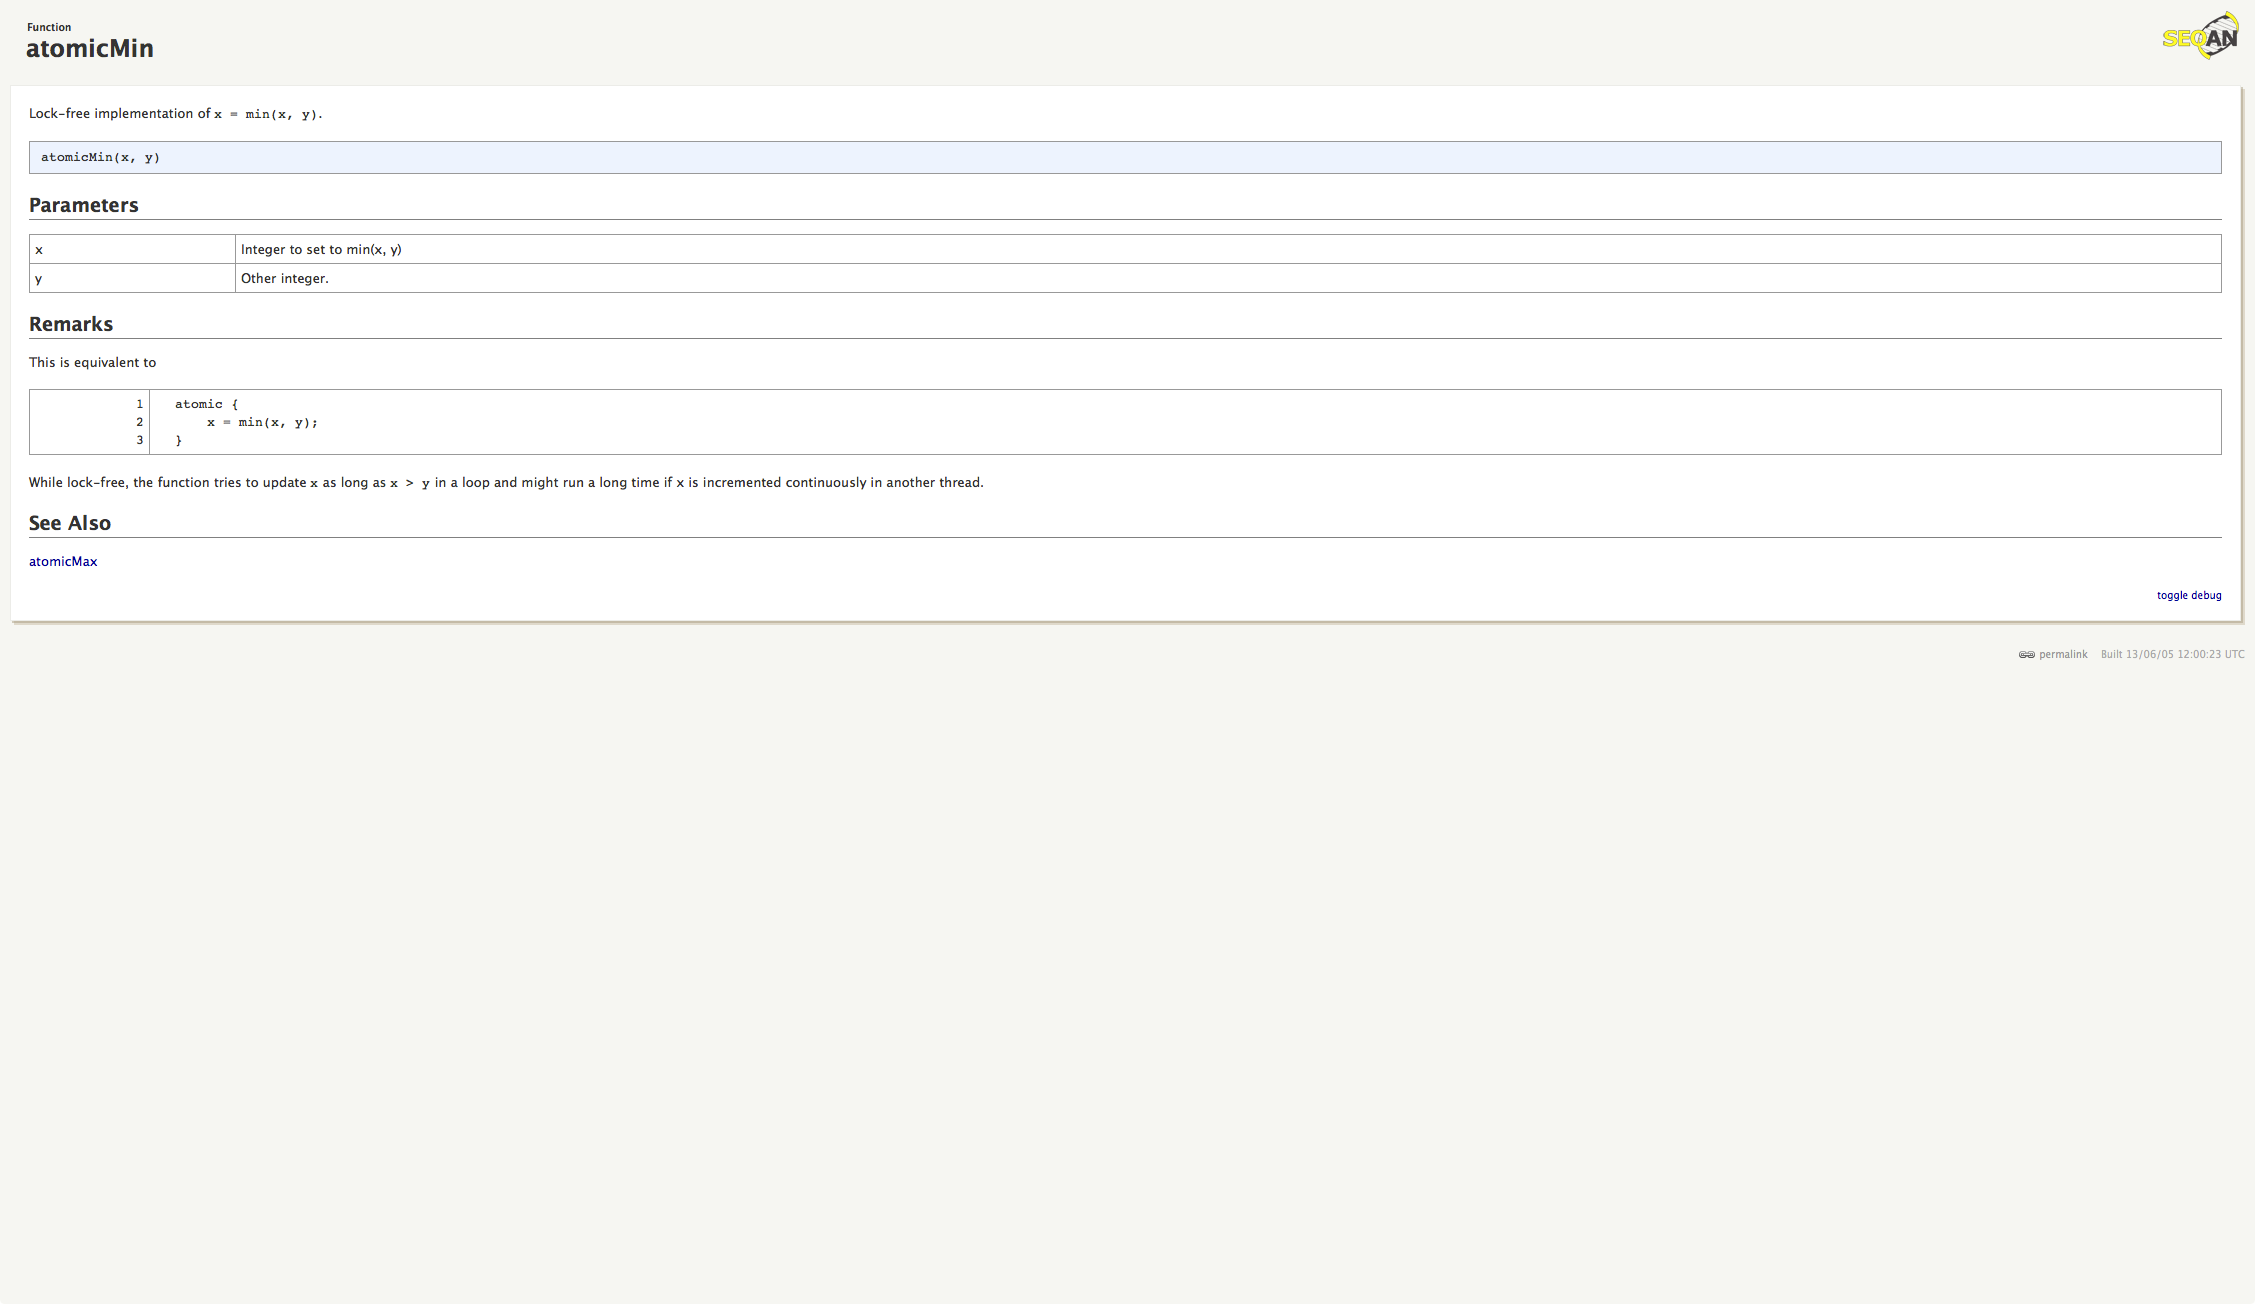 Function
atomicMin
SEQAN
Lock-free implementation of x = min(x, y).
atomicMin(x, y)
Parameters
x Integer to set to min(x, y)
y Other integer.
Remarks
This is equivalent to
1 atomic {
2 x = min(x, y);
3 }
While lock-free, the function tries to update x as long as x > y in a loop and might run a long time if x is incremented continuously in another thread.
See Also
atomicMax
toggle debug
permalink Built 13/06/05 12:00:23 UTC